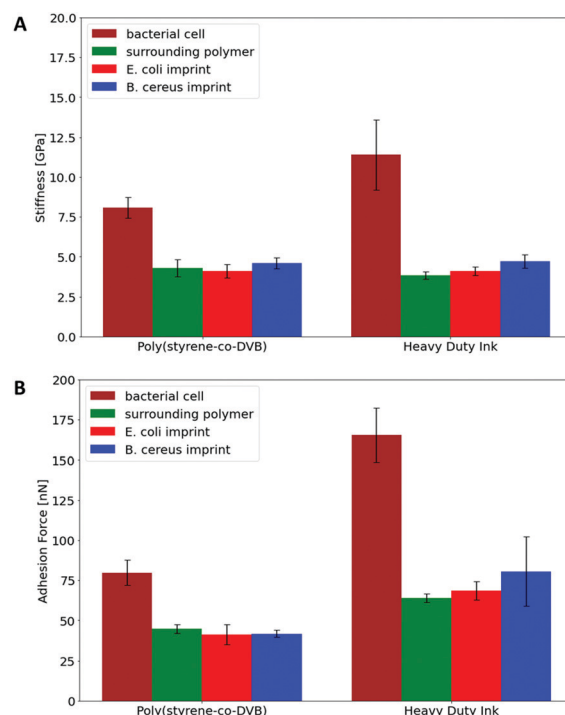 A
20.0
17.5
15.0
12.5
10.0
7.5
5.0
2.5
0.0
Stiffness [GPa]
bacterial cell
surrounding polymer
E. coli imprint
B. cereus imprint
Poly(styrene-co-DVB)
Heavy Duty Ink
B
200
175
150
125
100
75
50
25
0
Adhesion Force [nN]
bacterial cell
surrounding polymer
E. coli imprint
B. cereus imprint
Poly(styrene-co-DVB)
Heavy Duty Ink